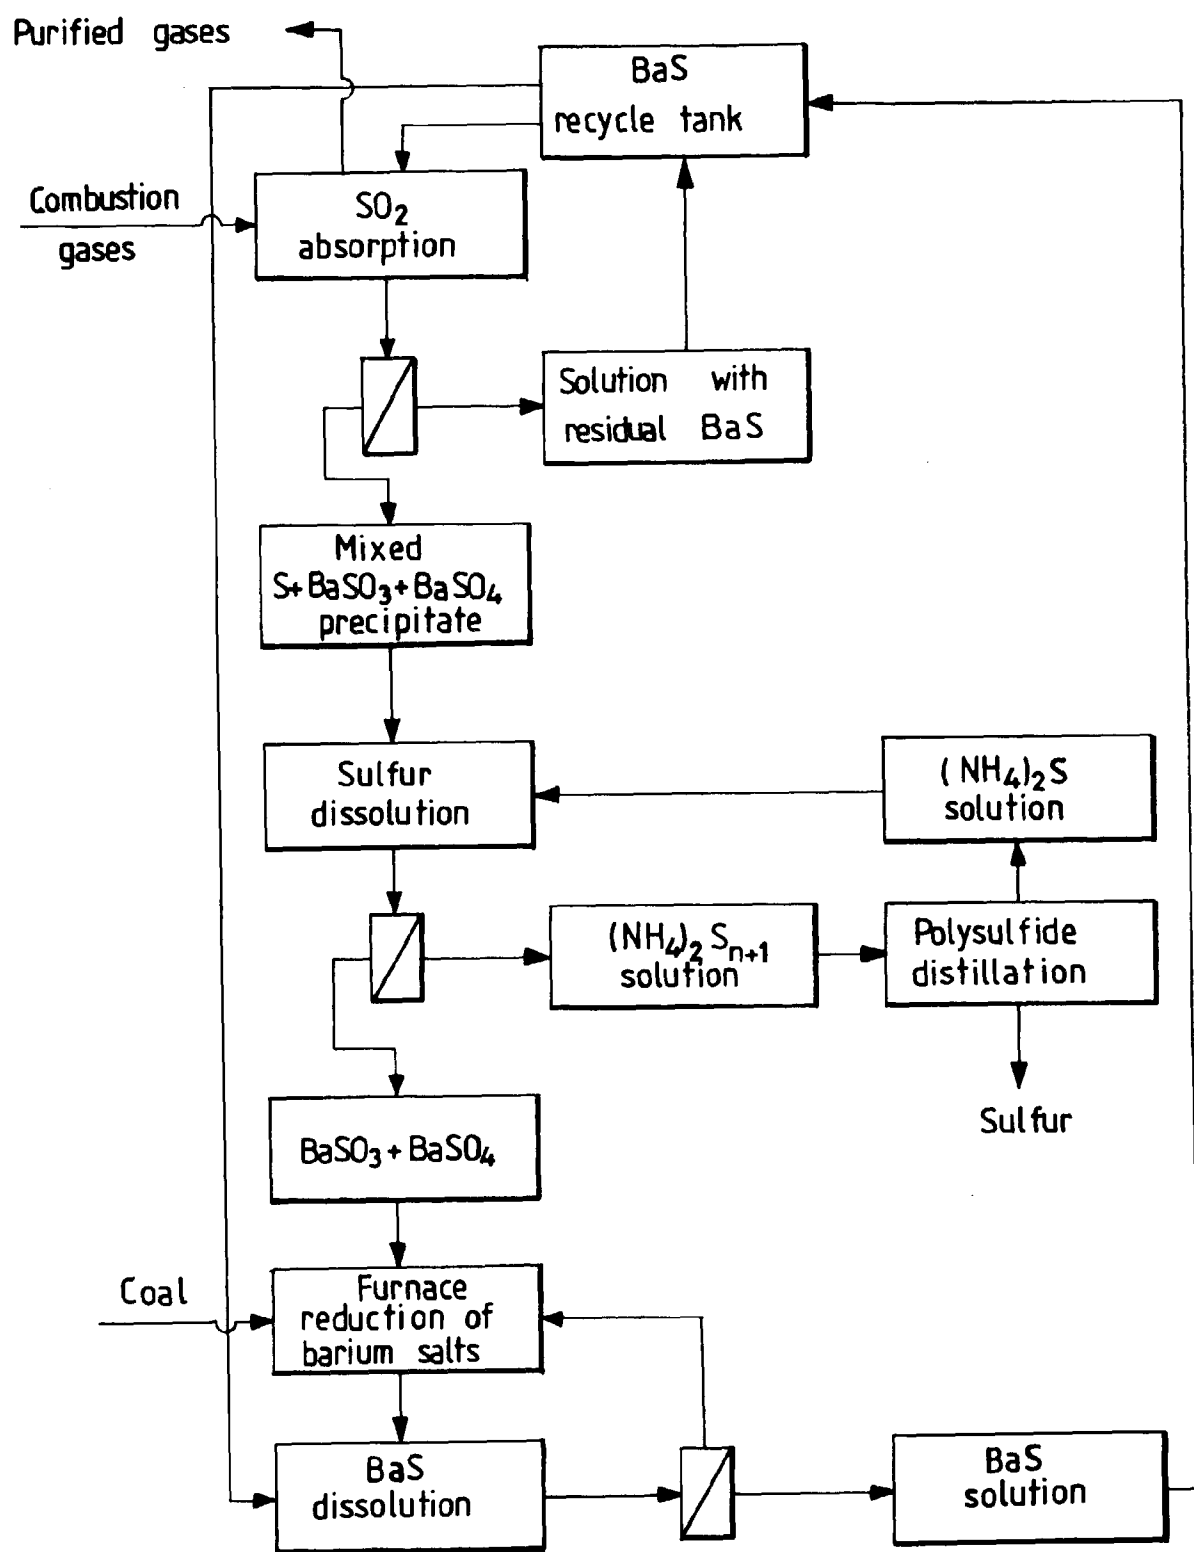 Purified gases
BaS
recycle tank
Combustion
gases
SO2
absorption
Solution with
residual BaS
Mixed
S+BaSO3+BaSO4
precipitate
Sulfur
dissolution
(NH4)2S
solution
(NH4)2 Sn+1
solution
Polysulfide
distillation
Sulfur
BaSO3+BaSO4
Coal
Furnace
reduction of
barium salts
BaS
dissolution
BaS
solution